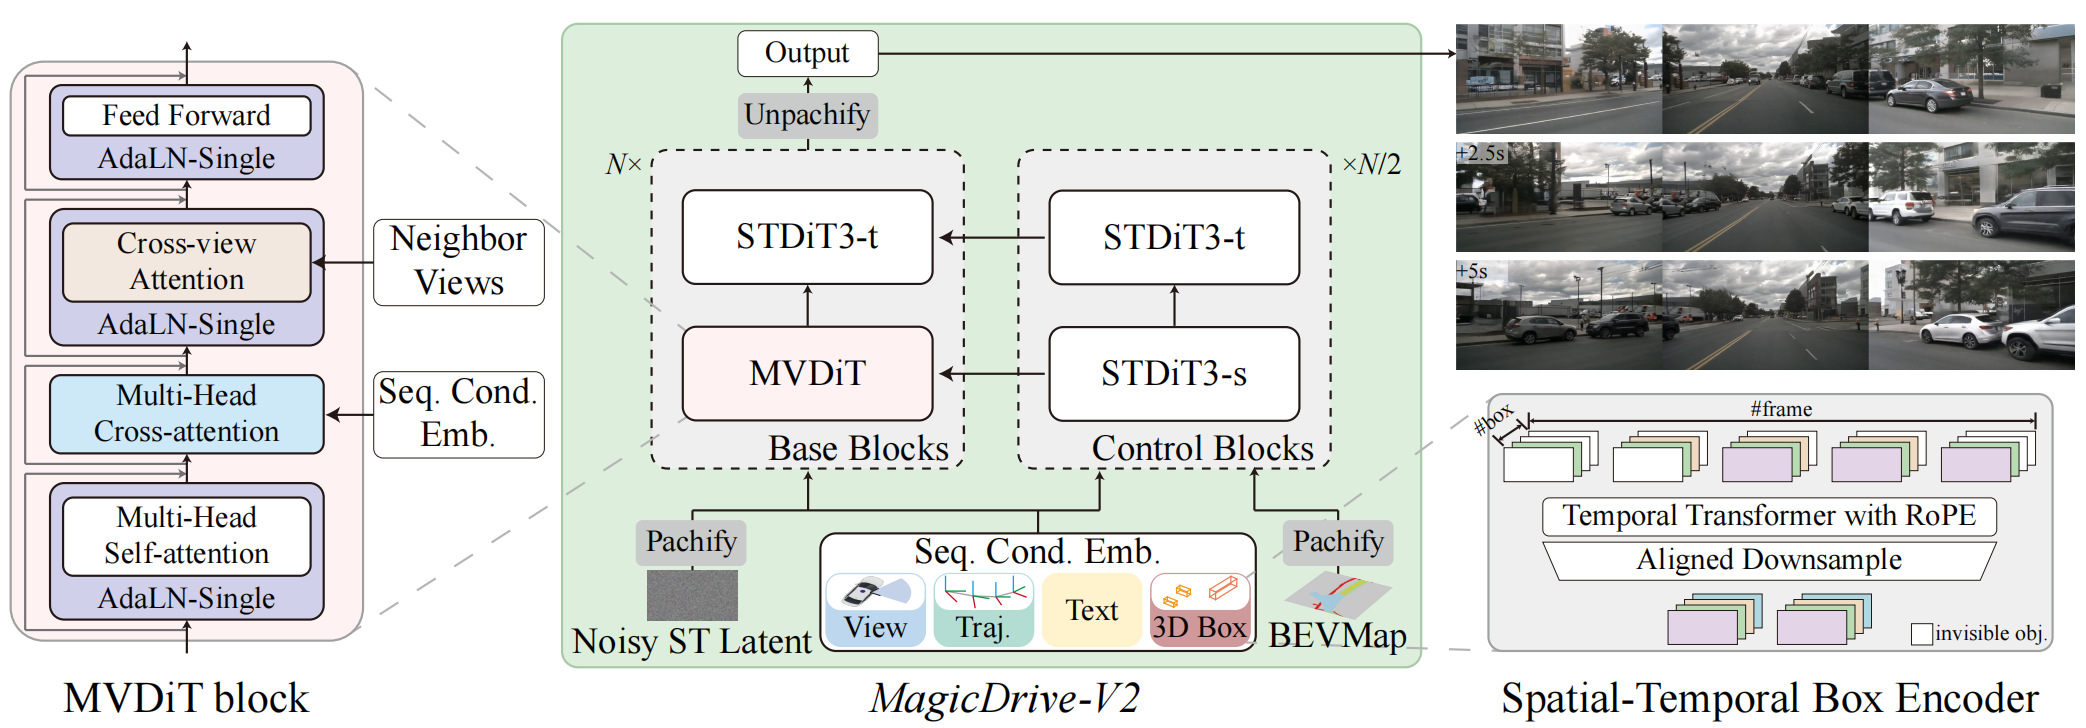 Feed Forward
AdaLN-Single
Cross-view
Attention
AdaLN-Single
Multi-Head
Cross-attention
Multi-Head
Self-attention
AdaLN-Single
Neighbor
Views
Seq. Cond.
Emb.
MVDiT block
Output
Unpachify
N×
×N/2
STDiT3-t
STDiT3-t
MVDiT
STDiT3-s
Base Blocks
Control Blocks
Pachify
Noisy ST Latent
Seq. Cond. Emb.
View
Traj.
Text
3D Box
Pachify
BEVMap
MagicDrive-V2
+2.5s
+5s
#box
#frame
Temporal Transformer with RoPE
Aligned Downsample
invisible obj.
Spatial-Temporal Box Encoder